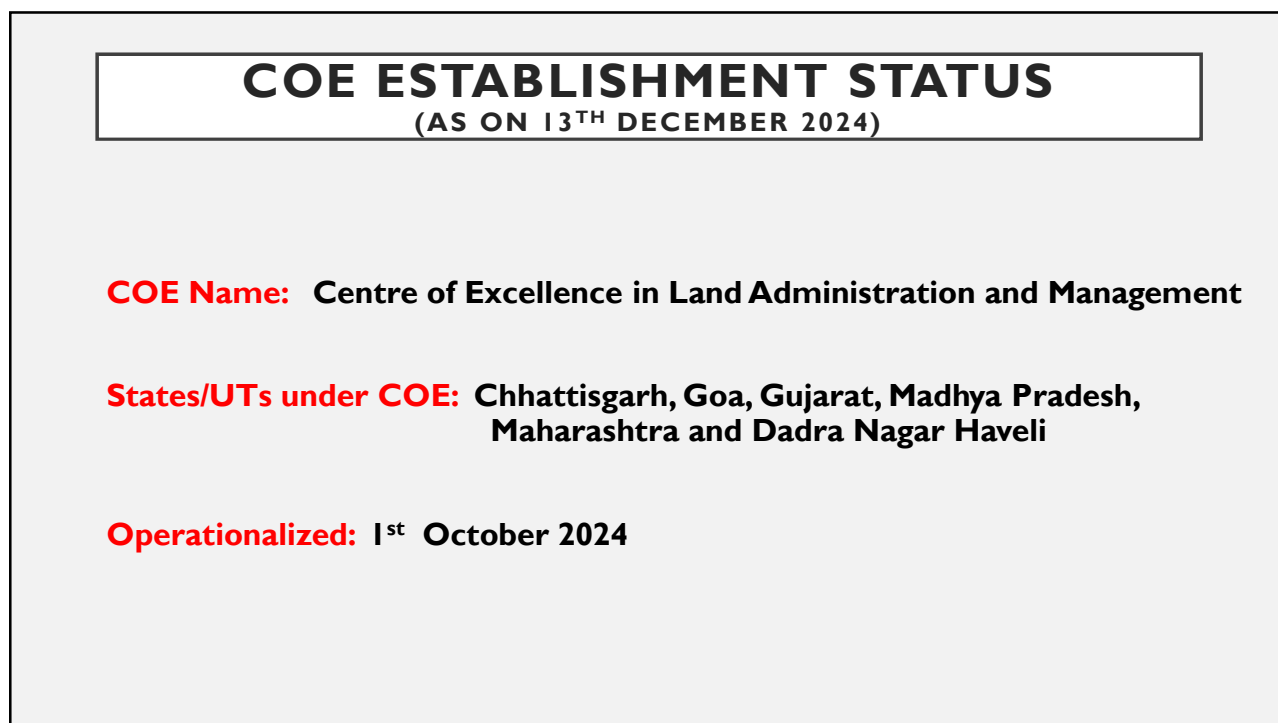 COE ESTABLISHMENT STATUS
(AS ON 13TH DECEMBER 2024)
COE Name: Centre of Excellence in Land Administration and Management
States/UTs under COE: Chhattisgarh, Goa, Gujarat, Madhya Pradesh,
Maharashtra and Dadra Nagar Haveli
Operationalized: 1st October 2024